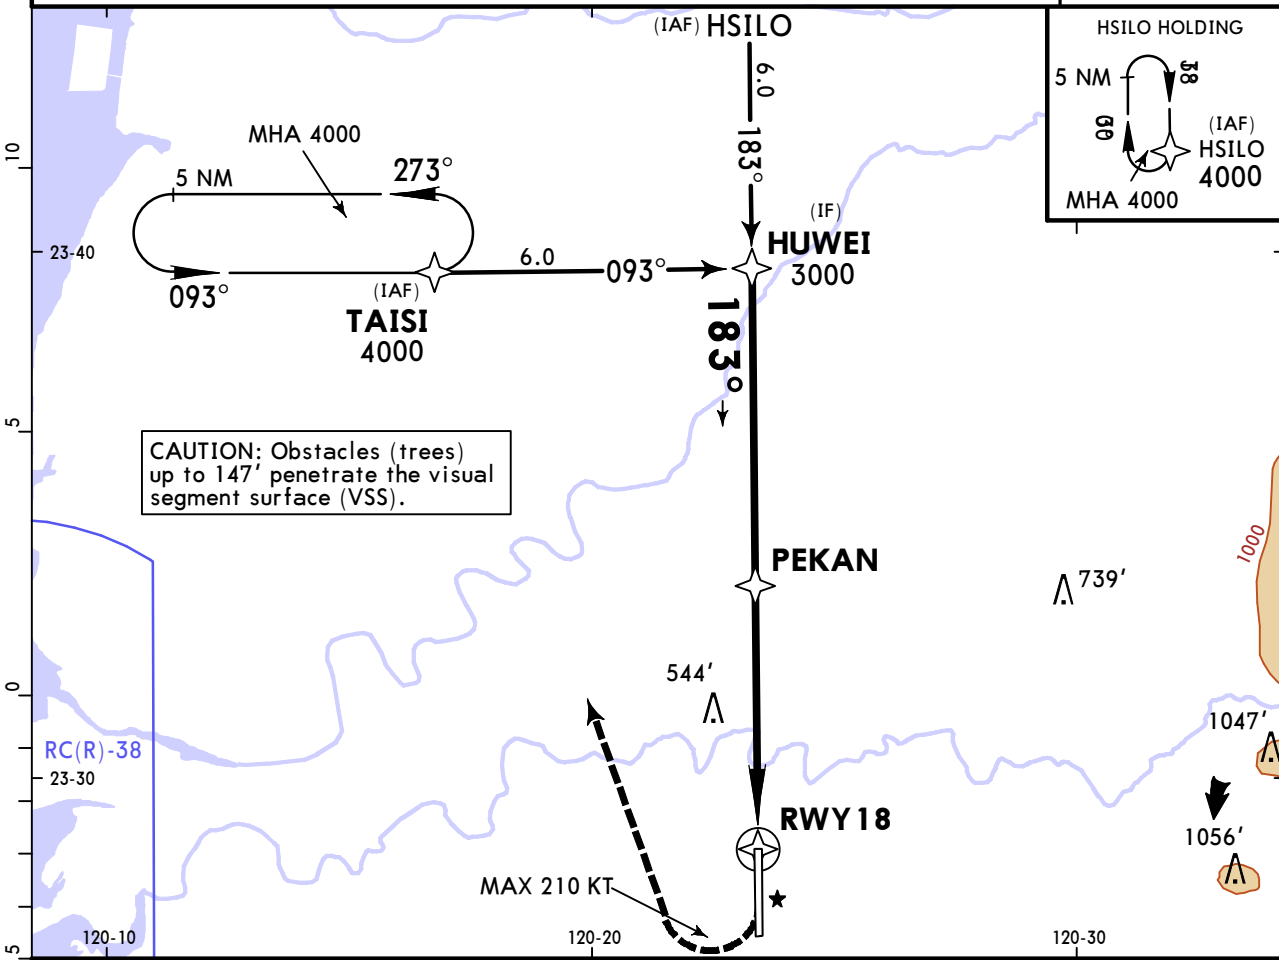 (IAF) HSILO
6.0
183°
HSILO HOLDING
5 NM
(IAF)
HSILO
4000
MHA 4000
MHA 4000
5 NM
273°
093°
(IAF)
TAISI
4000
6.0
093°
(IF)
HUWEI
3000
183°
10
23-40
5
CAUTION: Obstacles (trees)
up to 147' penetrate the visual
segment surface (VSS).
PEKAN
739'
1000
544'
0
RC(R)-38
23-30
1047'
1056'
RWY18
MAX 210 KT
5
120-10
120-20
120-30